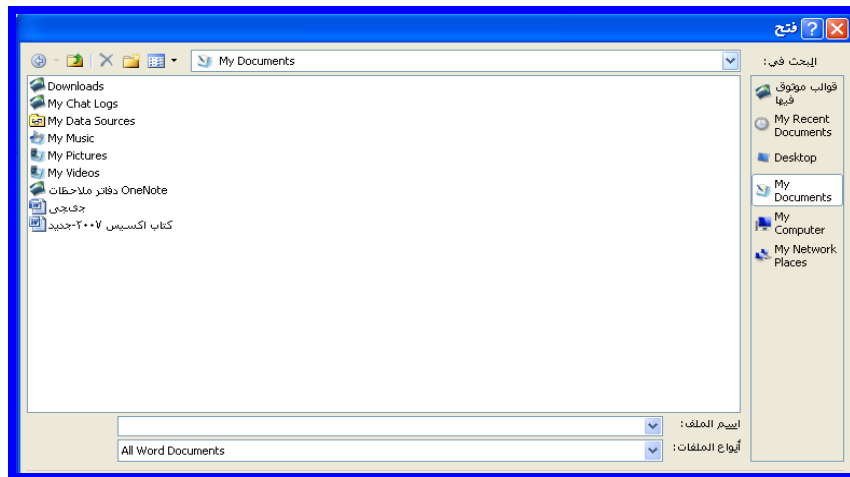 فتح
البحث في:
My Documents
قوالب موثوق
فيها
My Recent
Documents
Desktop
My
Documents
My
Computer
My Network
Places
Downloads
My Chat Logs
My Data Sources
My Music
My Pictures
My Videos
دفاتر ملاحظات OneNote
كتاب اكسيس ٢٠٠٧-جديد
اسم الملف:
أنواع الملفات:
All Word Documents